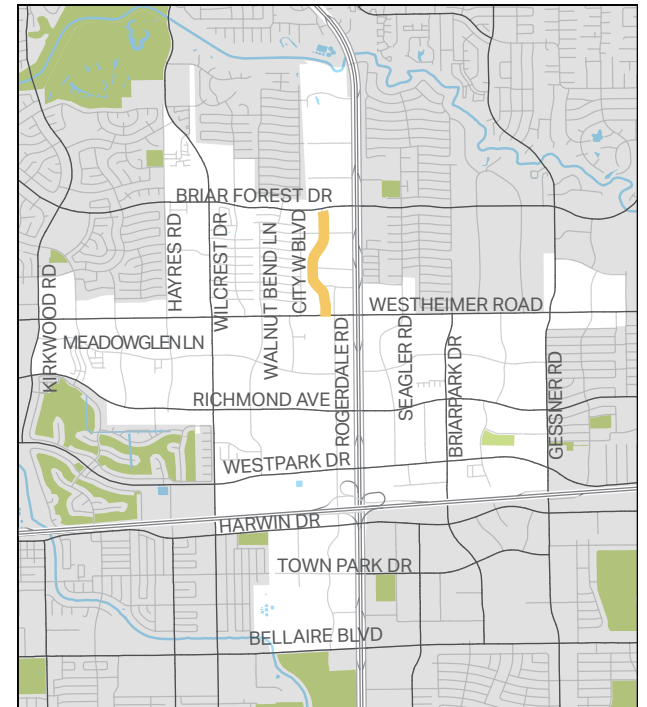 BRIAR FOREST DR
HAYRES RD
WILCREST DR
WALNUT BEND LN
CITY W BLVD
KIRKWOOD RD
WESTHEIMER ROAD
MEADOWGLEN LN
ROGERDALE RD
SEAGLER RD
BRIARPARK DR
GESSNER RD
RICHMOND AVE
WESTPARK DR
HARWIN DR
TOWN PARK DR
BELLAIRE BLVD